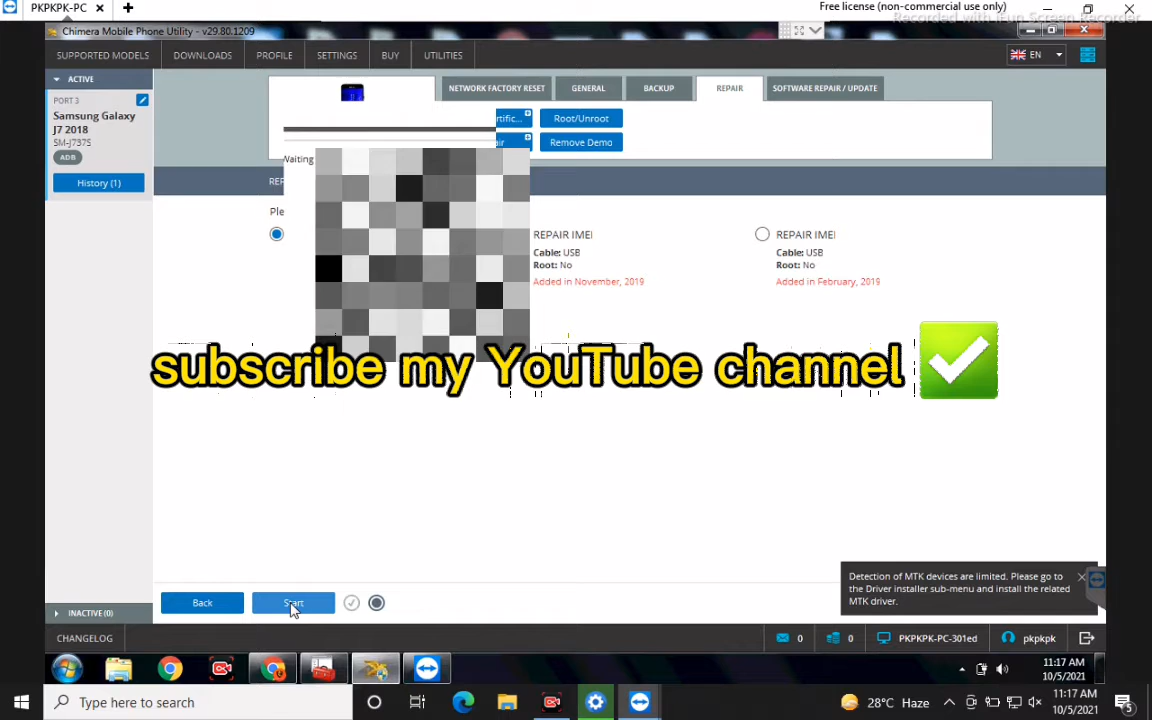 PKPKPK-PC
Free license (non-commercial use only)
Recorded with iFun Screen Recorder
Chimera Mobile Phone Utility - v29.80.1209
SUPPORTED MODELS DOWNLOADS PROFILE SETTINGS BUY UTILITIES
EN
ACTIVE
PORT 3
Samsung Galaxy
J7 2018
SM-J737S
ADB
History (1)
NETWORK FACTORY RESET GENERAL BACKUP REPAIR SOFTWARE REPAIR / UPDATE
rtific... Root/Unroot
air Remove Demo
Waiting
REP
Ple
REPAIR IMEI
Cable: USB
Root: No
Added in November, 2019
REPAIR IMEI
Cable: USB
Root: No
Added in February, 2019
subscribe my YouTube channel
Detection of MTK devices are limited. Please go to
the Driver installer sub-menu and install the related
MTK driver.
Back Start
INACTIVE (0)
CHANGELOG
0 0 PKPKPK-301ed pkpkpk
11:17 AM
10/5/2021
Type here to search
28°C Haze
11:17 AM
10/5/2021
5